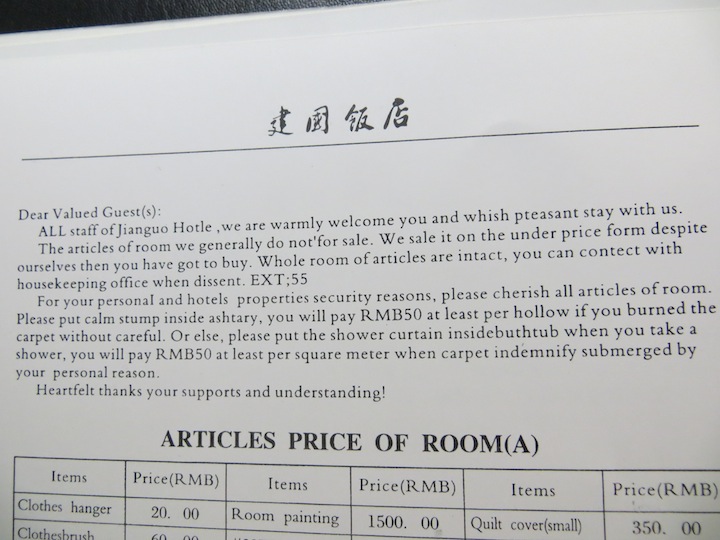 建國飯店
Dear Valued Guest(s):
ALL staff of Jianguo Hotle ,we are warmly welcome you and whish pteasant stay with us.
The articles of room we generally do not'for sale. We sale it on the under price form despite
ourselves then you have got to buy. Whole room of articles are intact, you can contect with
housekeeping office when dissent. EXT;55
For your personal and hotels properties security reasons, please cherish all articles of room.
Please put calm stump inside ashtary, you will pay RMB50 at least per hollow if you burned the
carpet without careful. Or else, please put the shower curtain insidebuthtub when you take a
shower, you will pay RMB50 at least per square meter when carpet indemnify submerged by
your personal reason.
Heartfelt thanks your supports and understanding!
ARTICLES PRICE OF ROOM(A)
Items Price(RMB) Items Price(RMB) Items Price(RMB)
Clothes hanger 20. 00 Room painting 1500. 00 Quilt cover(small) 350. 00
Clothesbrush 60. 00